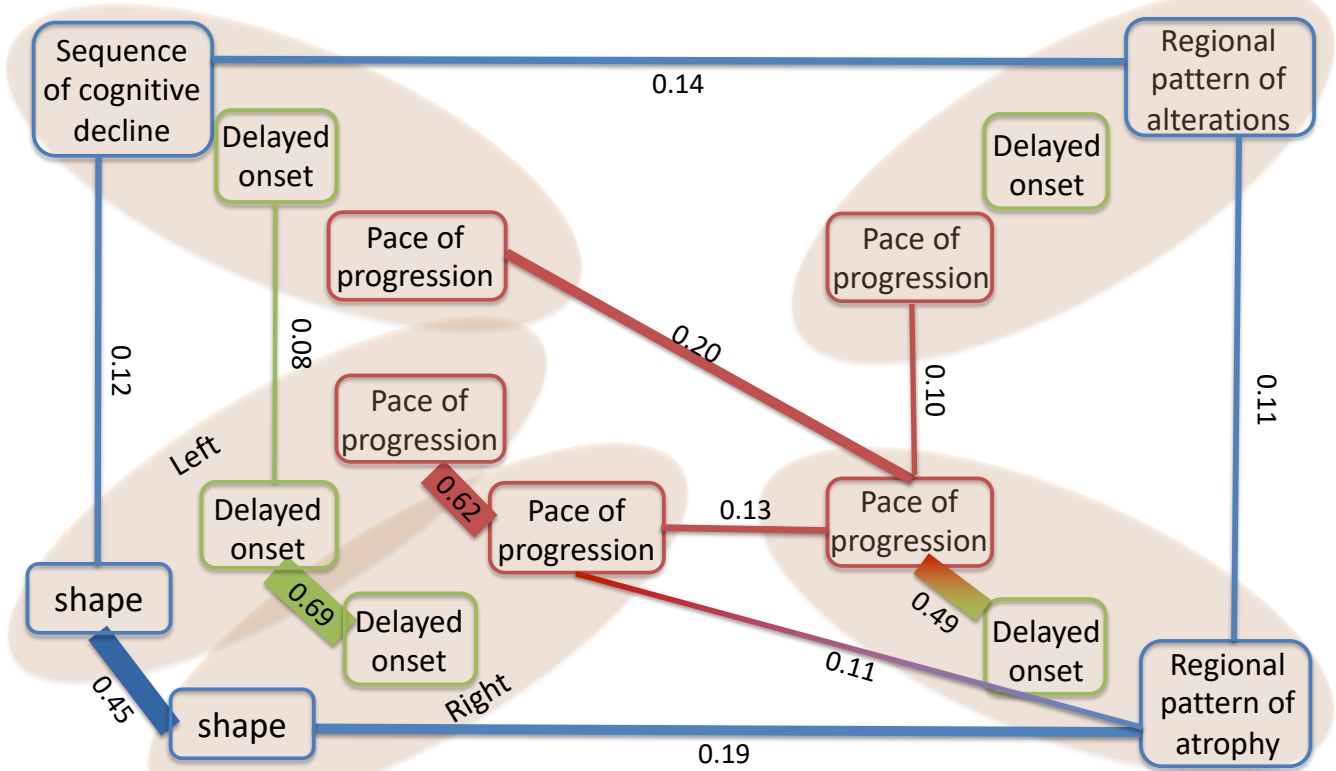 Sequence
of cognitive
decline
Regional
pattern of
alterations
0.14
Delayed
onset
Delayed
onset
Pace of
progression
Pace of
progression
0.12
0.08
0.20
0.10
0.11
Left
Pace of
progression
0.62
Delayed
onset
Pace of
progression
0.13
Pace of
progression
shape
0.69
Delayed
onset
0.49
Delayed
onset
0.11
0.45
Right
shape
0.19
Regional
pattern of
atrophy